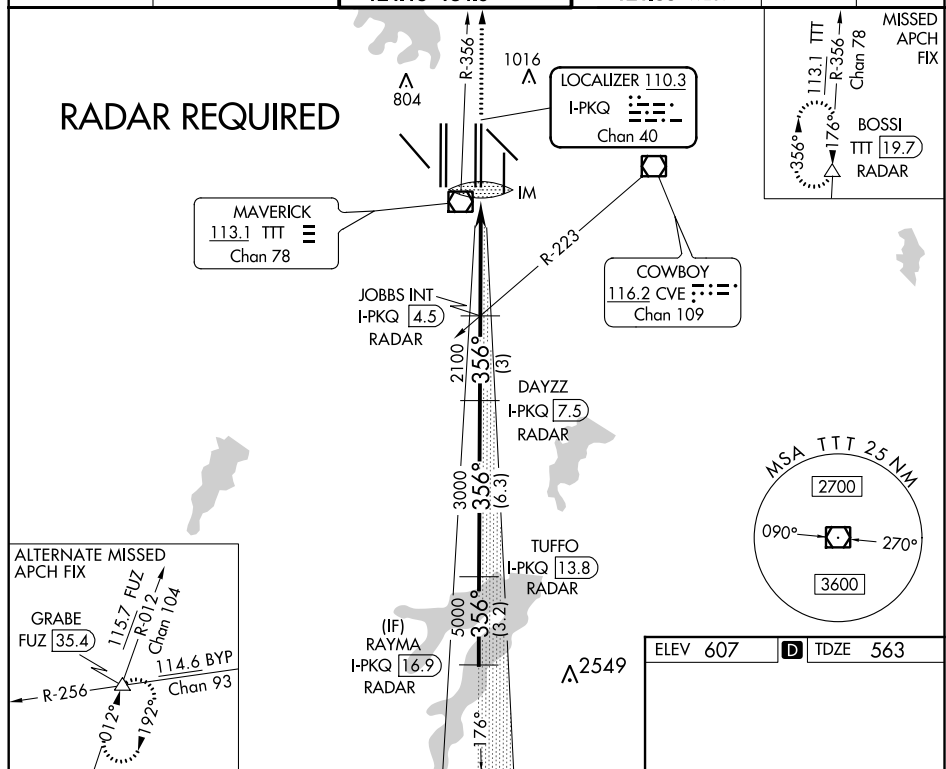 RADAR REQUIRED
R-356
804
1016
LOCALIZER 110.3
I-PKQ
Chan 40
MISSED
APCH
FIX
113.1 TTT
R-356
Chan 78
356°
176°
BOSSI
TTT 19.7
RADAR
IM
MAVERICK
113.1 TTT
Chan 78
R-223
COWBOY
116.2 CVE
Chan 109
JOBBS INT
I-PKQ 4.5
RADAR
2100
356°
(3)
DAYZZ
I-PKQ 7.5
RADAR
3000
356°
(6.3)
MSA TTT 25 NM
2700
090°
270°
3600
TUFFO
I-PKQ 13.8
RADAR
5000
356°
(3.2)
(IF)
RAYMA
I-PKQ 16.9
RADAR
2549
176°
ALTERNATE MISSED
APCH FIX
115.7 FUZ
R-012
Chan 104
GRABE
FUZ 35.4
114.6 BYP
Chan 93
R-256
012°
192°
ELEV 607 D TDZE 563